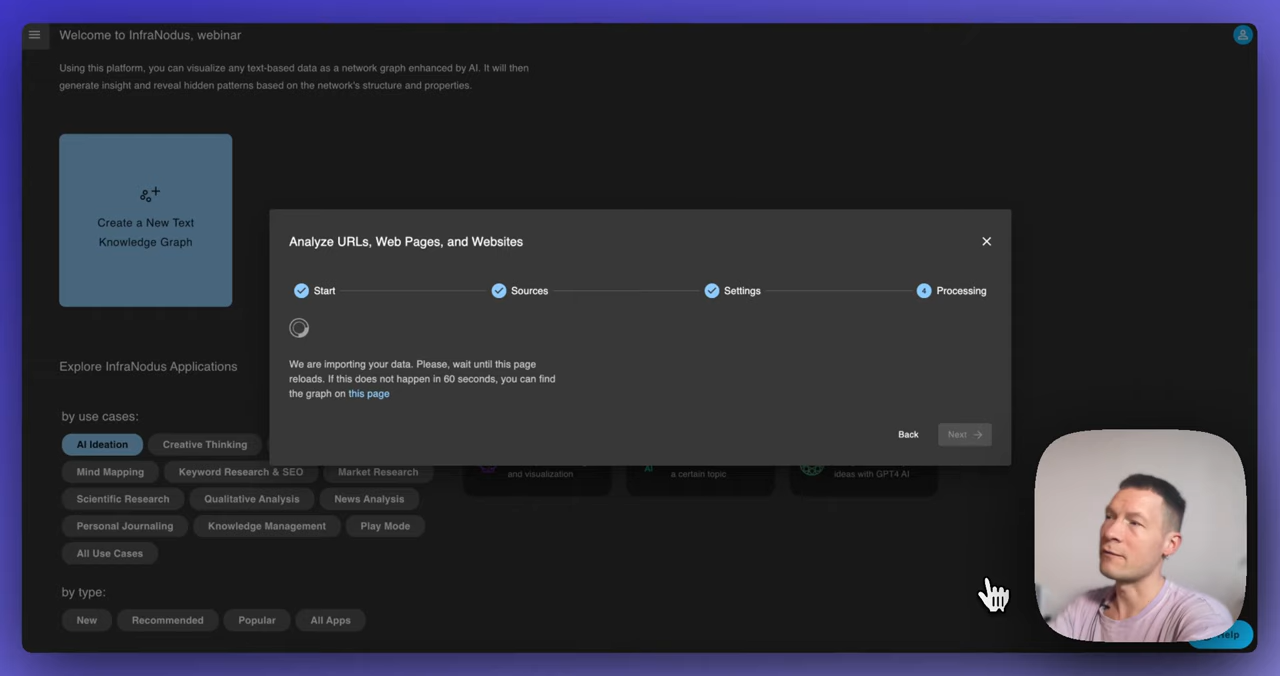 Welcome to InfraNodus, webinar
Using this platform, you can visualize any text-based data as a network graph enhanced by AI. It will then
generate insight and reveal hidden patterns based on the network's structure and properties.
Create a New Text
Knowledge Graph
Analyze URLs, Web Pages, and Websites
Start
Sources
Settings
4
Processing
We are importing your data. Please, wait until this page
reloads. If this does not happen in 60 seconds, you can find
the graph on this page
Back
Next
Explore InfraNodus Applications
by use cases:
AI Ideation
Creative Thinking
Mind Mapping
Keyword Research & SEO
Market Research
and visualization
AI
a certain topic
ideas with GPT4 AI
Scientific Research
Qualitative Analysis
News Analysis
Personal Journaling
Knowledge Management
Play Mode
All Use Cases
by type:
New
Recommended
Popular
All Apps
Help